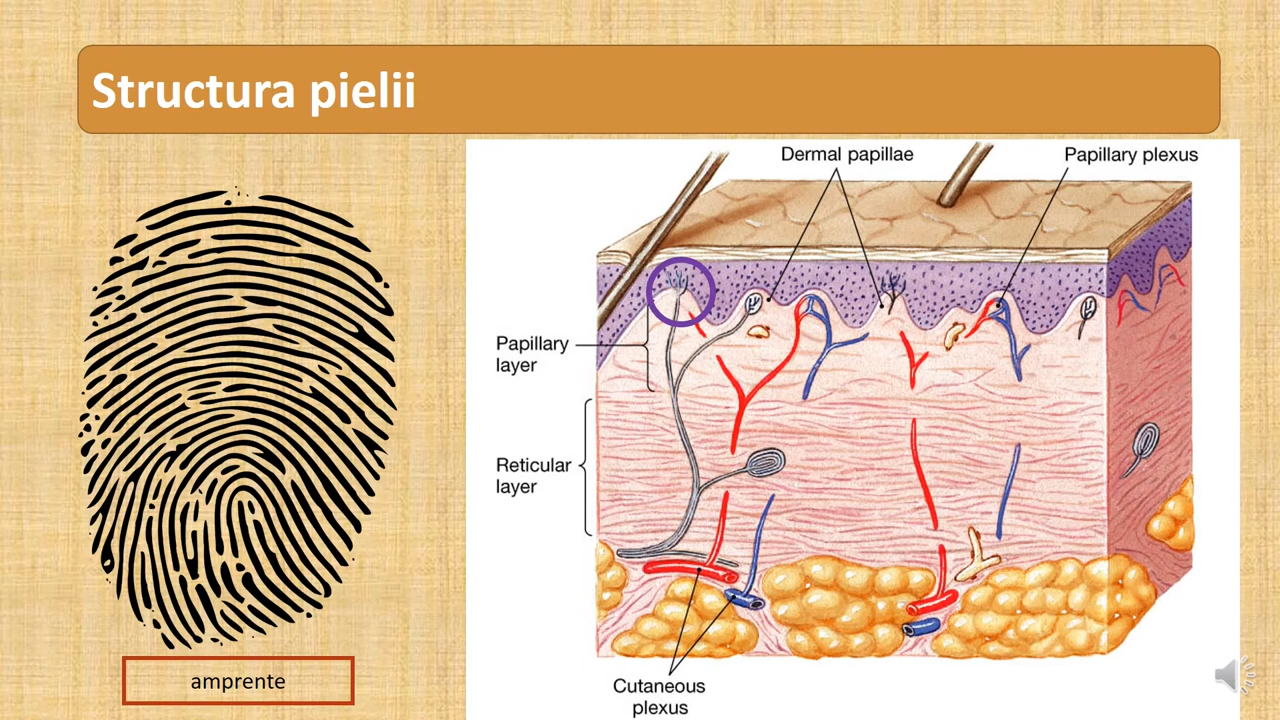 Structura pielii
Dermal papillae
Papillary plexus
Papillary
layer
Reticular
layer
Cutaneous
plexus
amprente